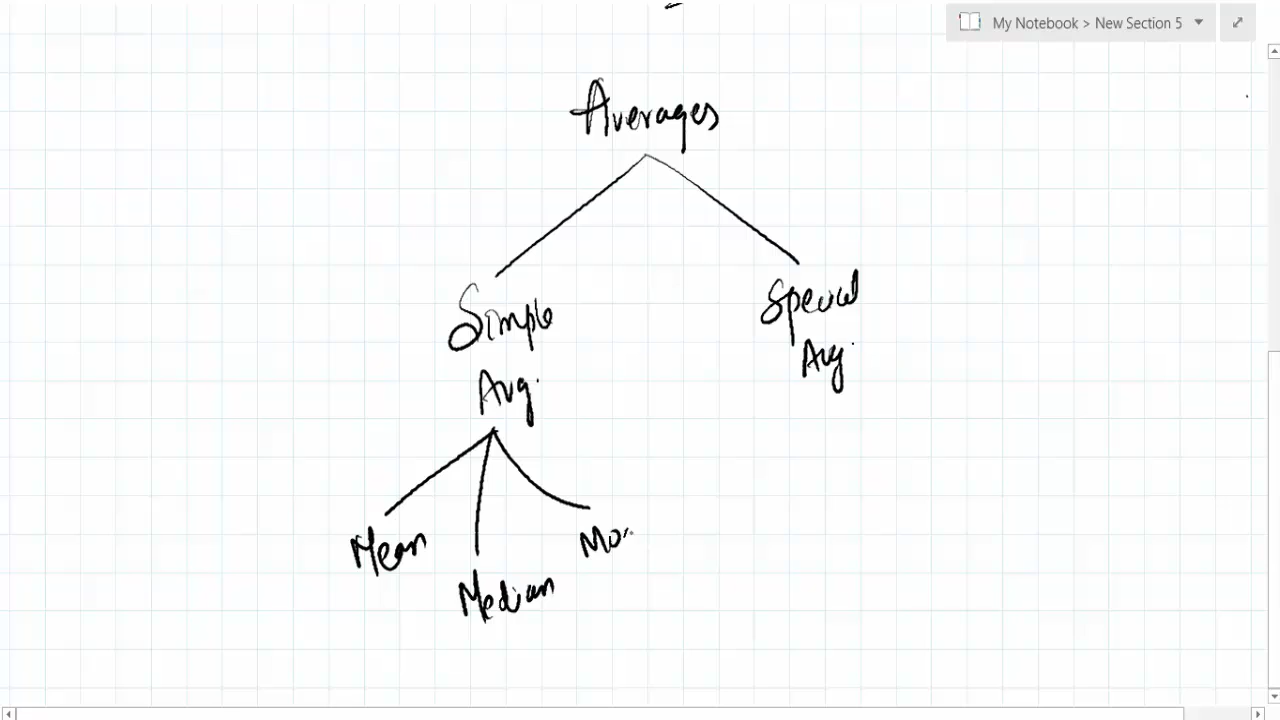 My Notebook > New Section 5
Averages
Simple
Avg.
Special
Avg.
Mean
Median
Mo